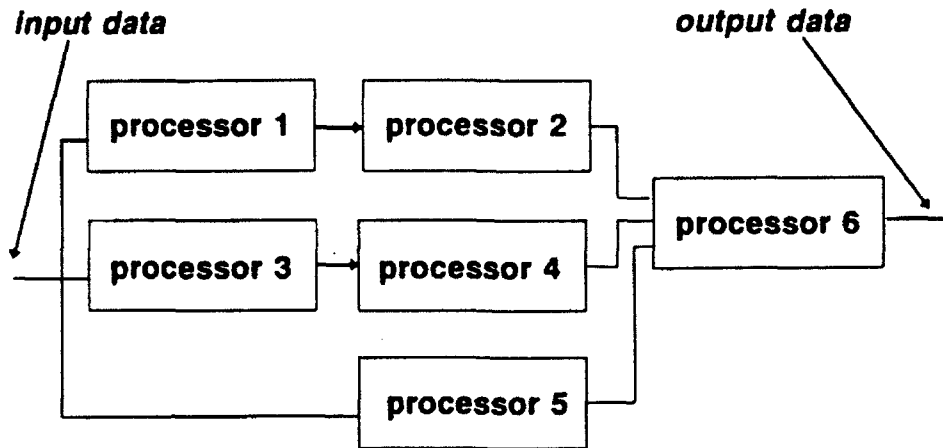 input data
output data
processor 1
processor 2
processor 6
processor 3
processor 4
processor 5